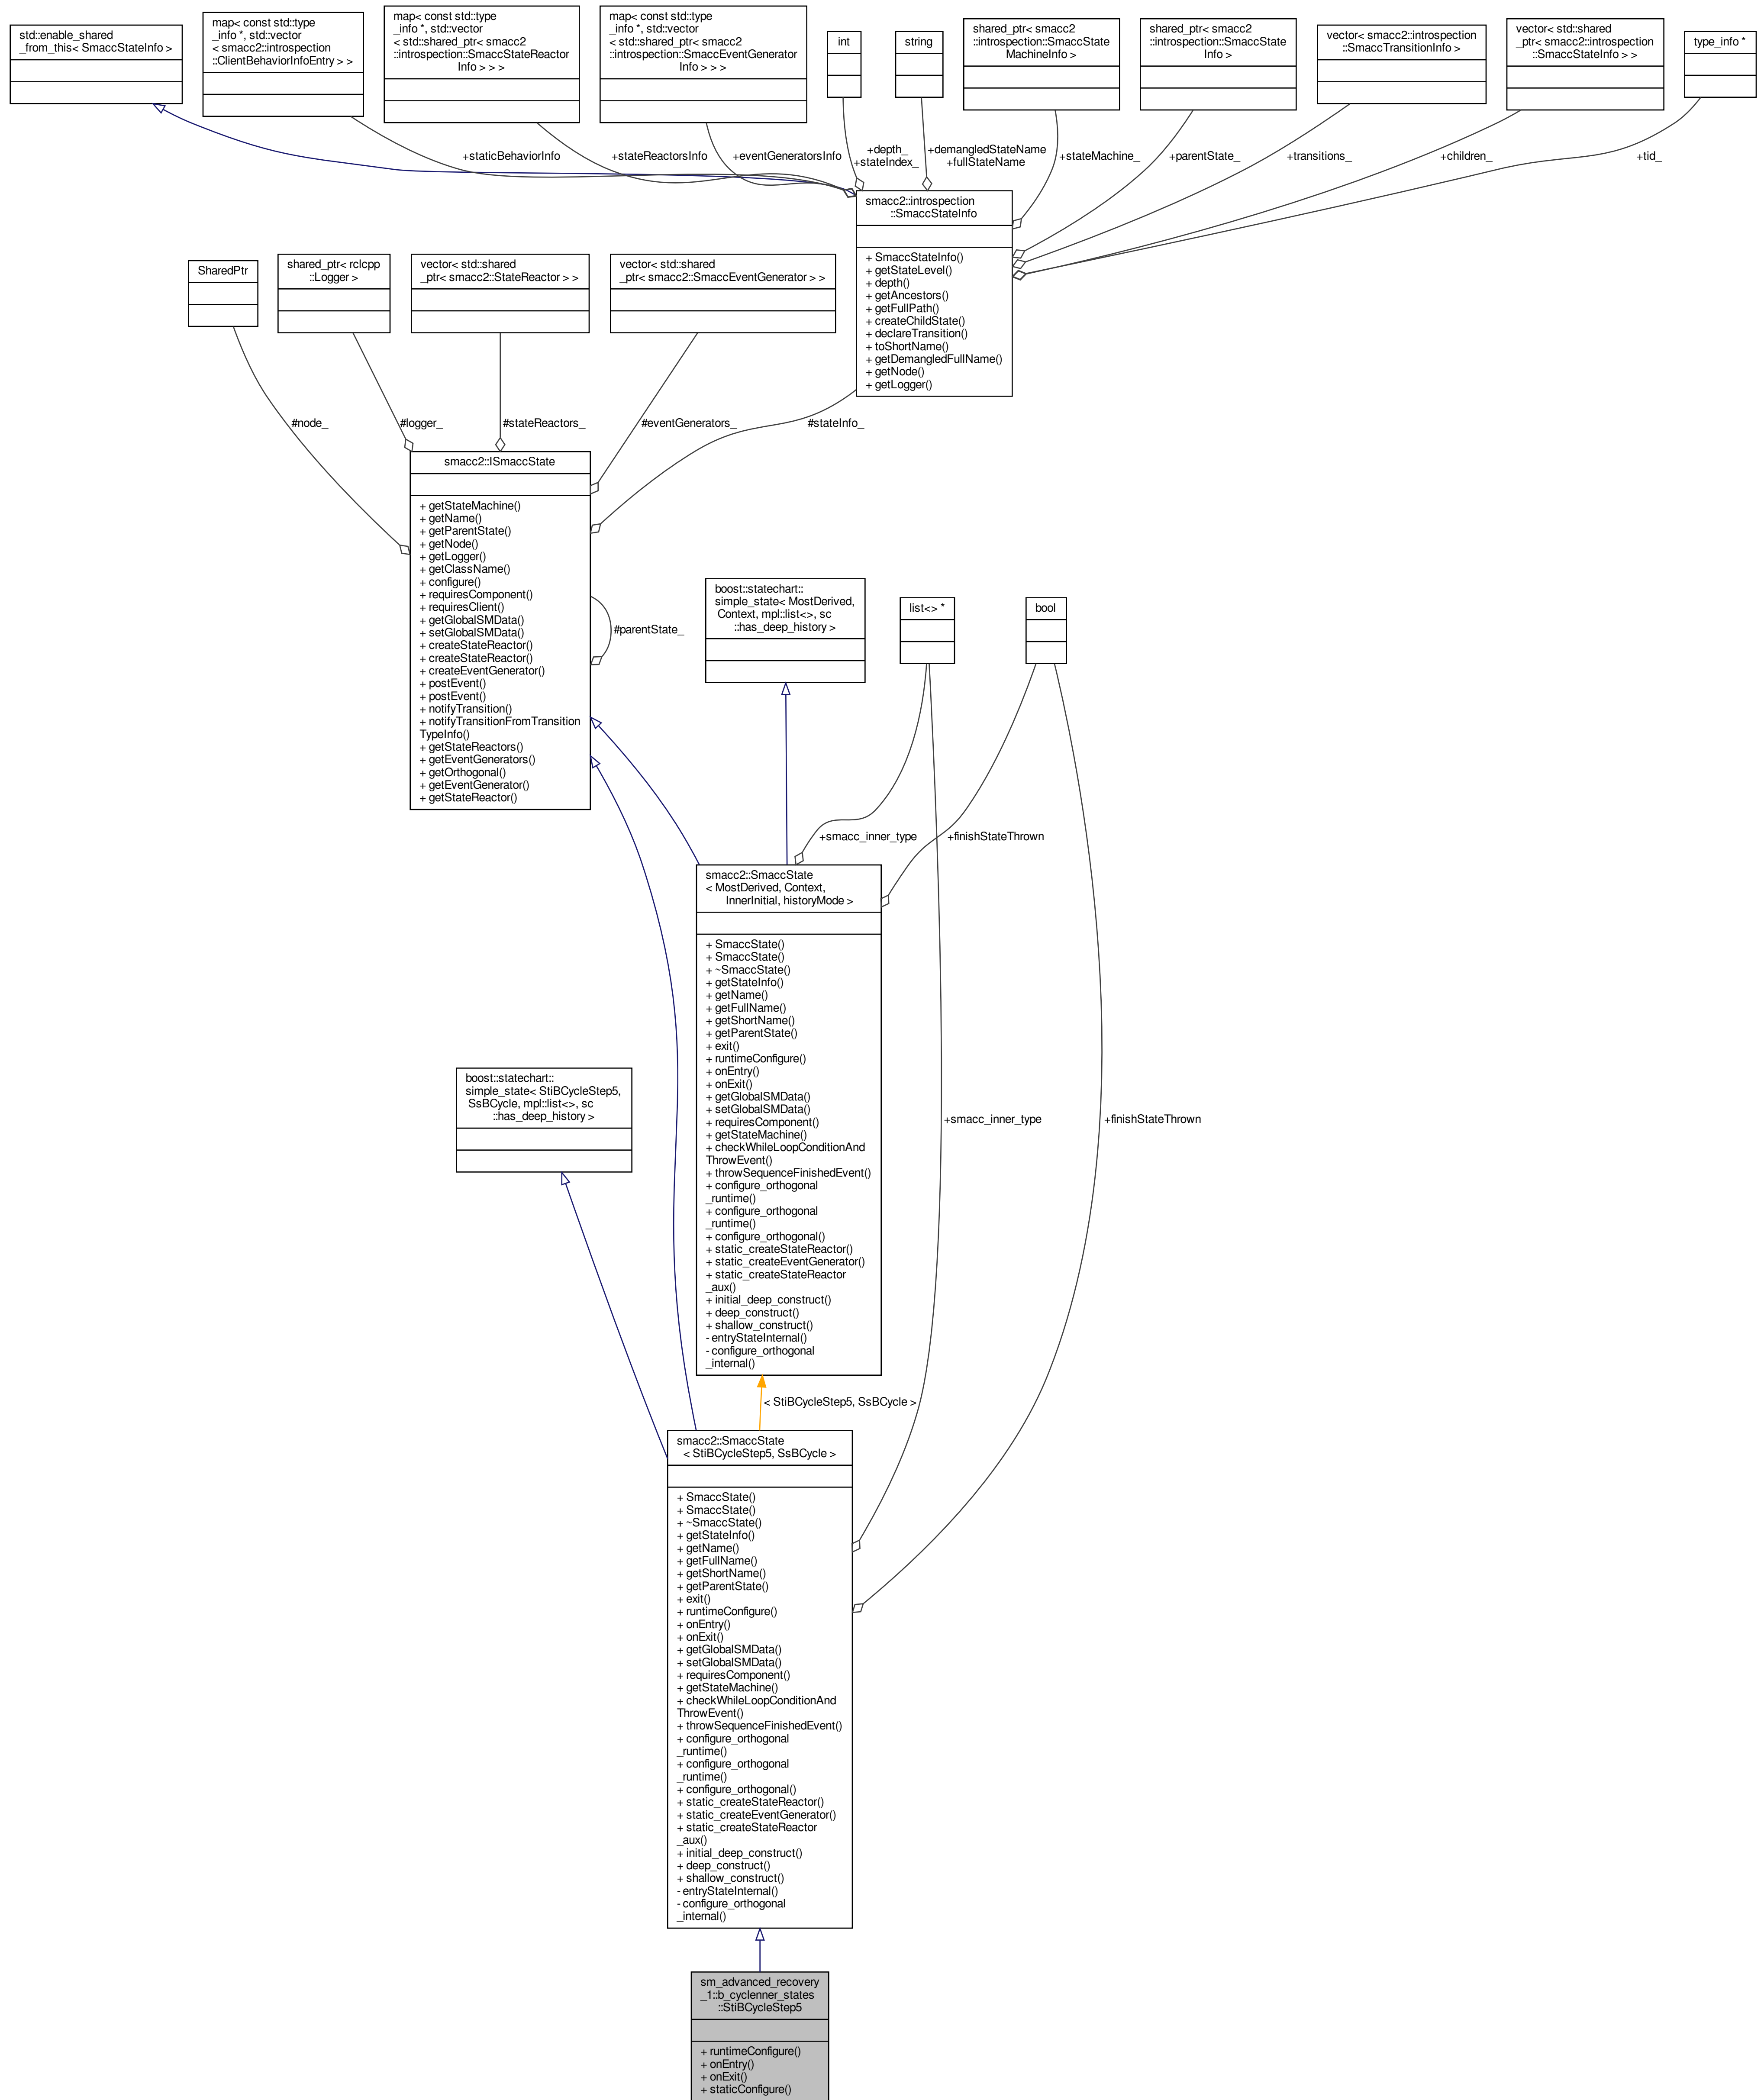 std::enable_shared
_from_this< SmaccStateInfo >
map< const std::type
_info *, std::vector
< smacc2::introspection
::ClientBehaviorInfoEntry > >
map< const std::type
_info *, std::vector
< std::shared_ptr< smacc2
::introspection::SmaccStateReactor
Info > > >
map< const std::type
_info *, std::vector
< std::shared_ptr< smacc2
::introspection::SmaccEventGenerator
Info > > >
int
string
shared_ptr< smacc2
::introspection::SmaccState
MachineInfo >
shared_ptr< smacc2
::introspection::SmaccState
Info >
vector< smacc2::introspection
::SmaccTransitionInfo >
vector< std::shared
_ptr< smacc2::introspection
::SmaccStateInfo > >
type_info *
+staticBehaviorInfo
+stateReactorsInfo
+eventGeneratorsInfo
+depth_
+stateIndex_
+demangledStateName
+fullStateName
+stateMachine_
+parentState_
+transitions_
+children_
+tid_
smacc2::introspection
::SmaccStateInfo
+ SmaccStateInfo()
+ getStateLevel()
+ depth()
+ getAncestors()
+ getFullPath()
+ createChildState()
+ declareTransition()
+ toShortName()
+ getDemangledFullName()
+ getNode()
+ getLogger()
SharedPtr
shared_ptr< rclcpp
::Logger >
vector< std::shared
_ptr< smacc2::StateReactor > >
vector< std::shared
_ptr< smacc2::SmaccEventGenerator > >
#node_
#logger_
#stateReactors_
#eventGenerators_
#stateInfo_
smacc2::ISmaccState
+ getStateMachine()
+ getName()
+ getParentState()
+ getNode()
+ getLogger()
+ getClassName()
+ configure()
+ requiresComponent()
+ requiresClient()
+ getGlobalSMData()
+ setGlobalSMData()
+ createStateReactor()
+ createStateReactor()
+ createEventGenerator()
+ postEvent()
+ postEvent()
+ notifyTransition()
+ notifyTransitionFromTransition
TypeInfo()
+ getStateReactors()
+ getEventGenerators()
+ getOrthogonal()
+ getEventGenerator()
+ getStateReactor()
#parentState_
boost::statechart::
simple_state< MostDerived,
Context, mpl::list<>, sc
::has_deep_history >
list<> *
bool
+smacc_inner_type
+finishStateThrown
smacc2::SmaccState
< MostDerived, Context,
InnerInitial, historyMode >
+ SmaccState()
+ SmaccState()
+ ~SmaccState()
+ getStateInfo()
+ getName()
+ getFullName()
+ getShortName()
+ getParentState()
+ exit()
+ runtimeConfigure()
+ onEntry()
+ onExit()
+ getGlobalSMData()
+ setGlobalSMData()
+ requiresComponent()
+ getStateMachine()
+ checkWhileLoopConditionAnd
ThrowEvent()
+ throwSequenceFinishedEvent()
+ configure_orthogonal
_runtime()
+ configure_orthogonal
_runtime()
+ configure_orthogonal()
+ static_createStateReactor()
+ static_createEventGenerator()
+ static_createStateReactor
_aux()
+ initial_deep_construct()
+ deep_construct()
+ shallow_construct()
- entryStateInternal()
- configure_orthogonal
_internal()
boost::statechart::
simple_state< StiBCycleStep5,
SsBCycle, mpl::list<>, sc
::has_deep_history >
+smacc_inner_type
+finishStateThrown
< StiBCycleStep5, SsBCycle >
smacc2::SmaccState
< StiBCycleStep5, SsBCycle >
+ SmaccState()
+ SmaccState()
+ ~SmaccState()
+ getStateInfo()
+ getName()
+ getFullName()
+ getShortName()
+ getParentState()
+ exit()
+ runtimeConfigure()
+ onEntry()
+ onExit()
+ getGlobalSMData()
+ setGlobalSMData()
+ requiresComponent()
+ getStateMachine()
+ checkWhileLoopConditionAnd
ThrowEvent()
+ throwSequenceFinishedEvent()
+ configure_orthogonal
_runtime()
+ configure_orthogonal
_runtime()
+ configure_orthogonal()
+ static_createStateReactor()
+ static_createEventGenerator()
+ static_createStateReactor
_aux()
+ initial_deep_construct()
+ deep_construct()
+ shallow_construct()
- entryStateInternal()
- configure_orthogonal
_internal()
sm_advanced_recovery
_1::b_cyclenner_states
::StiBCycleStep5
+ runtimeConfigure()
+ onEntry()
+ onExit()
+ staticConfigure()